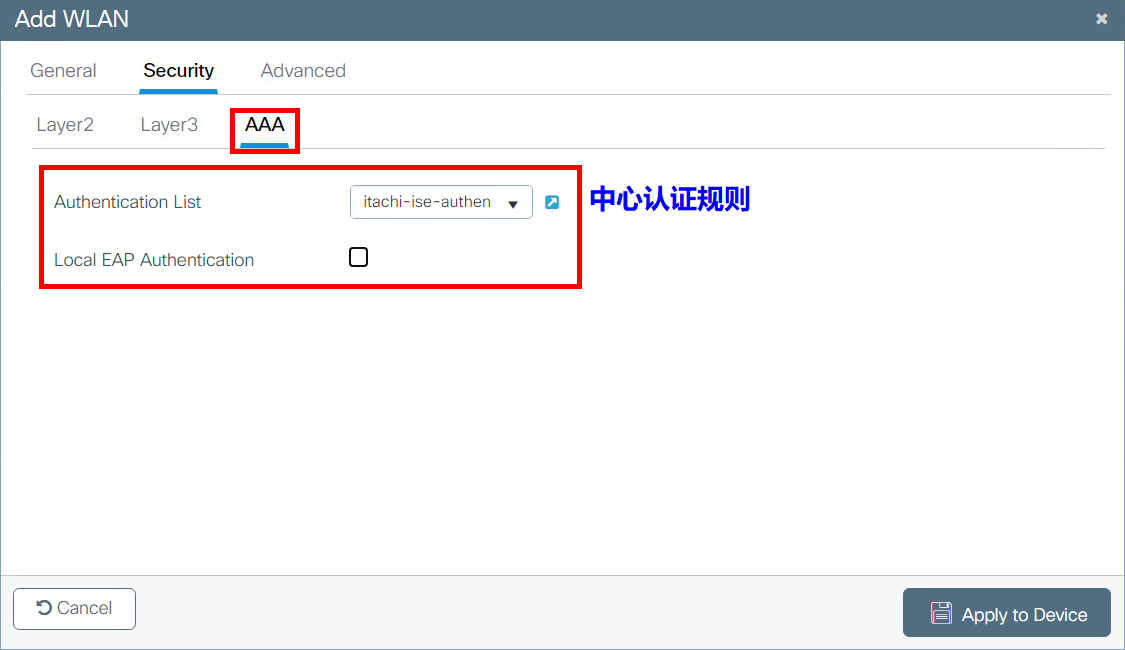 Add WLAN
General Security Advanced
Layer2 Layer3 AAA
Authentication List itachi-ise-authen 中心认证规则
Local EAP Authentication
Cancel Apply to Device